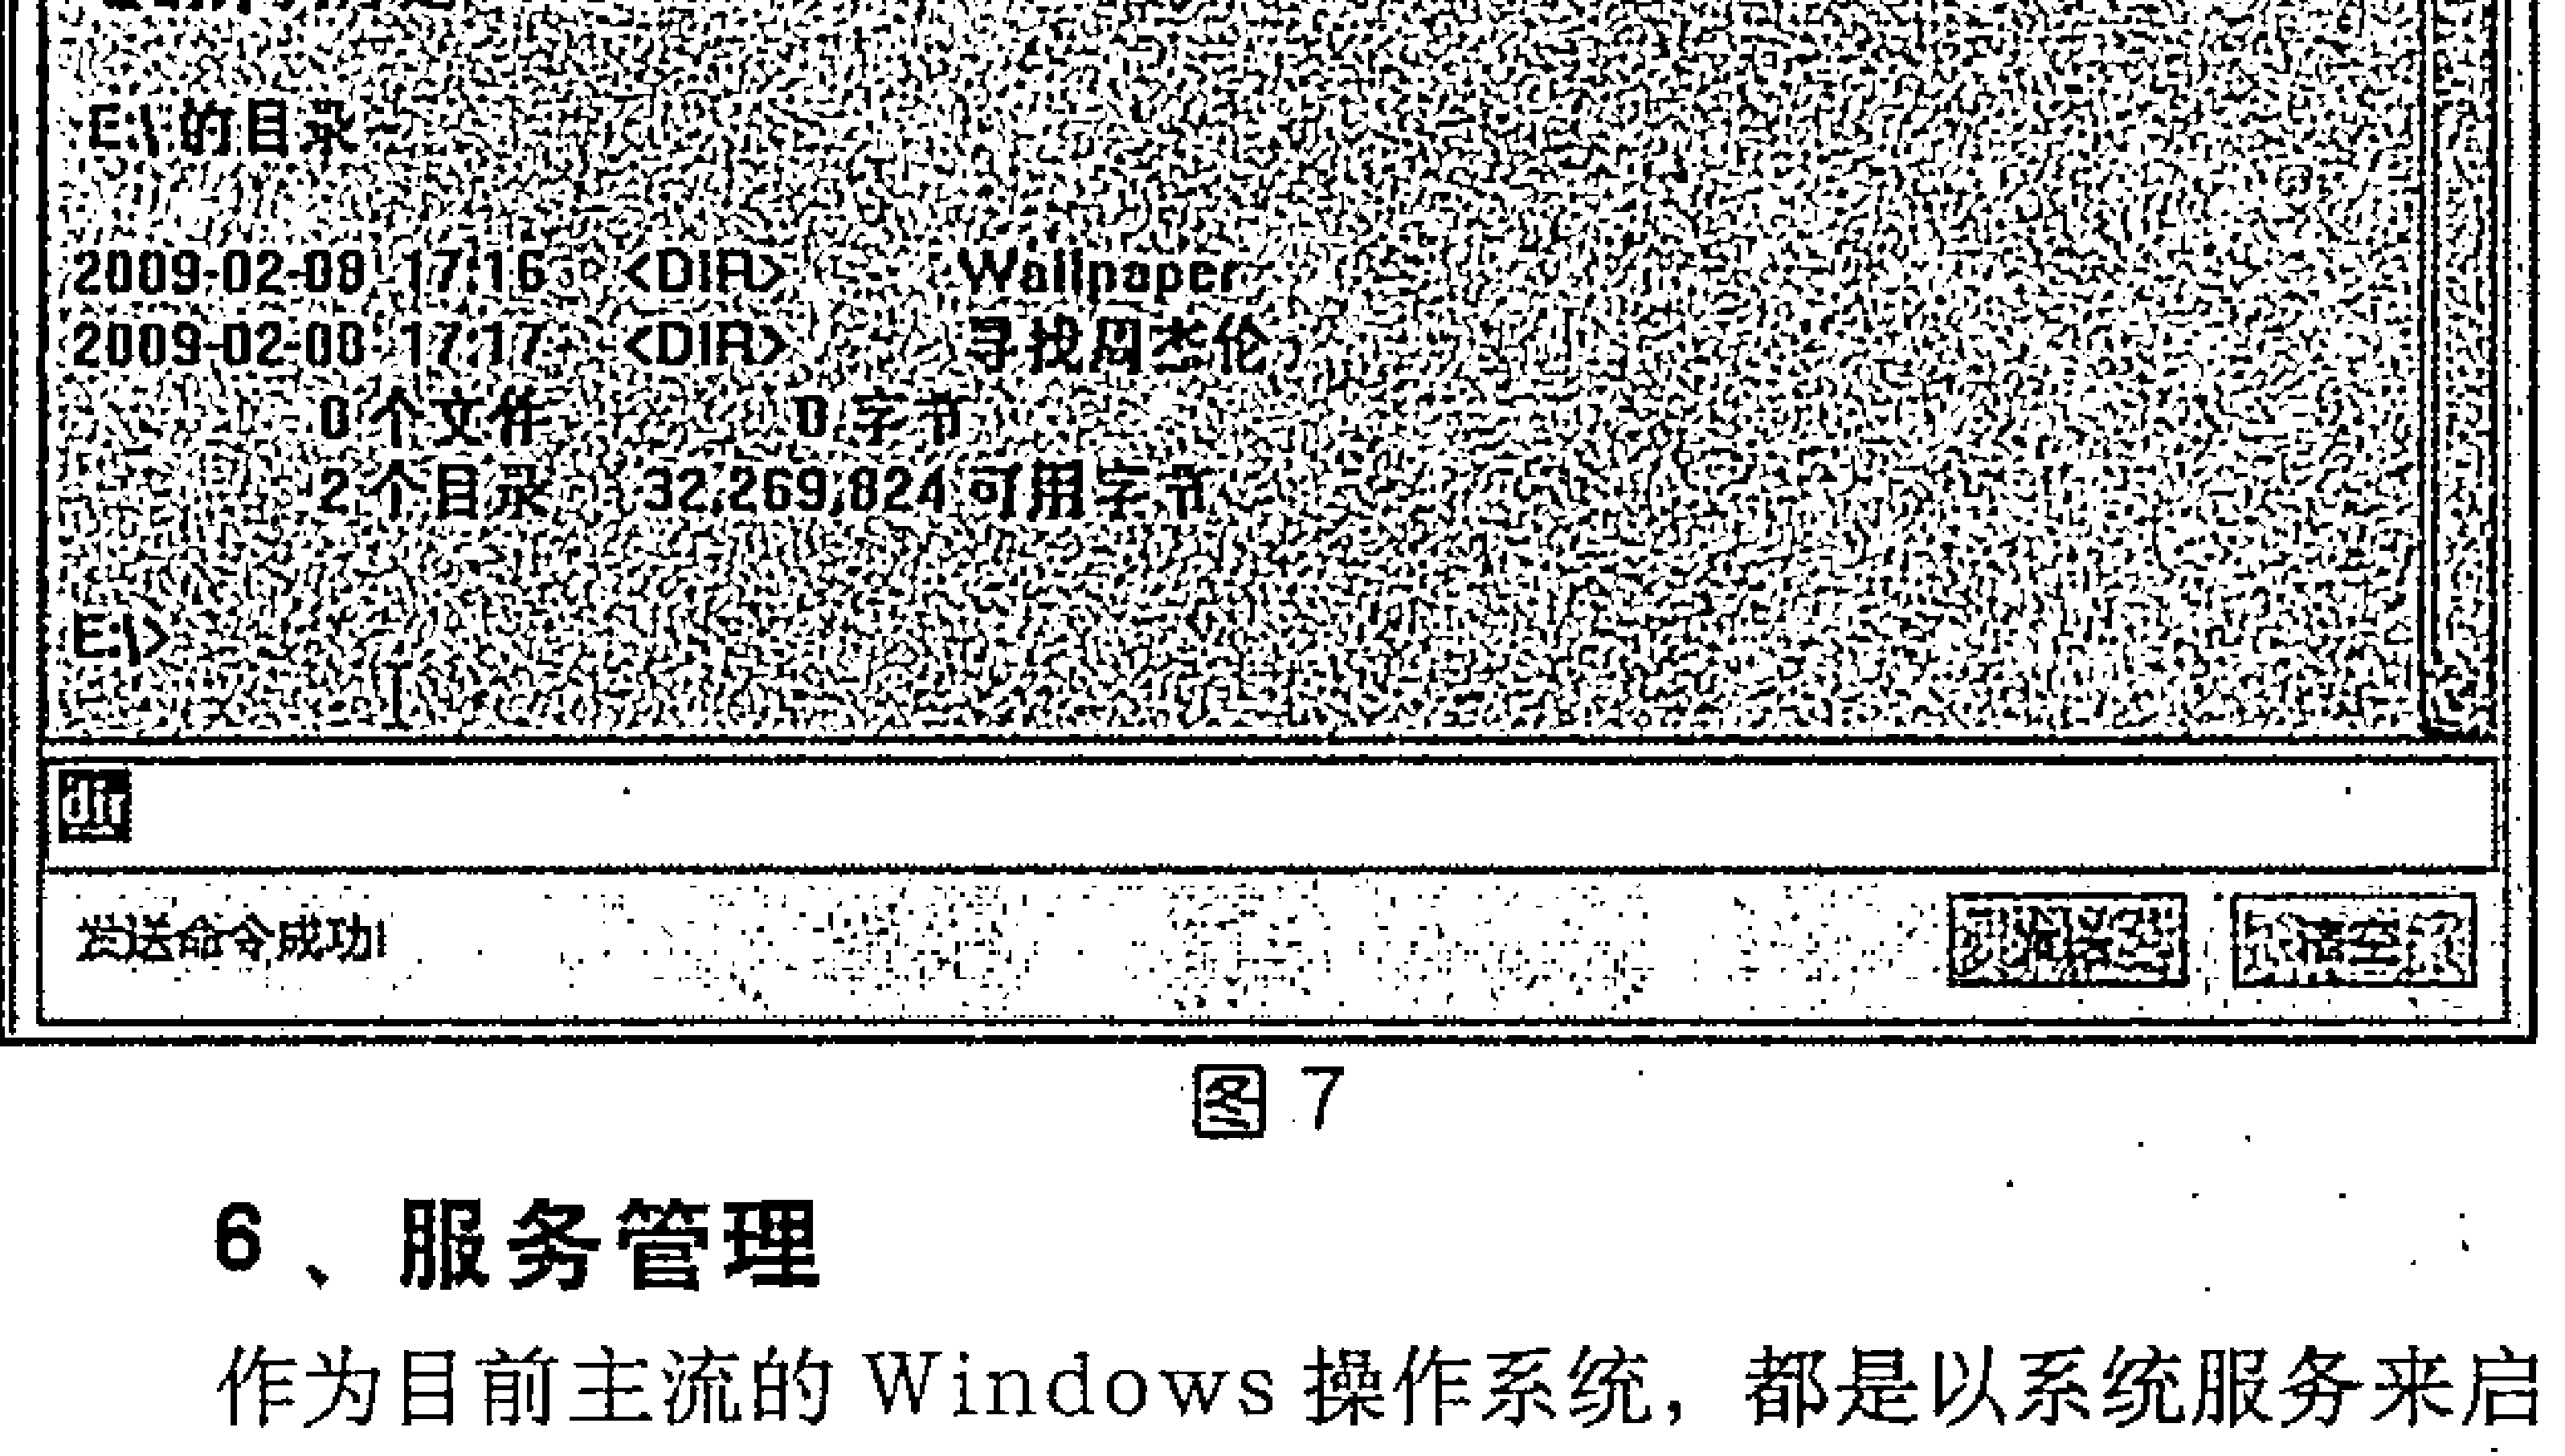 E:\ 的目录
2009-02-08 17:16 <DIR> Wallpaper
2009-02-08 17:17 <DIR> 寻找周杰伦
0 个文件 0 字节
2 个目录 32,269,824 可用字节
E:\>
dir
发送命令成功!
清空
图 7
6、服务管理
作为目前主流的 Windows 操作系统，都是以系统服务来启